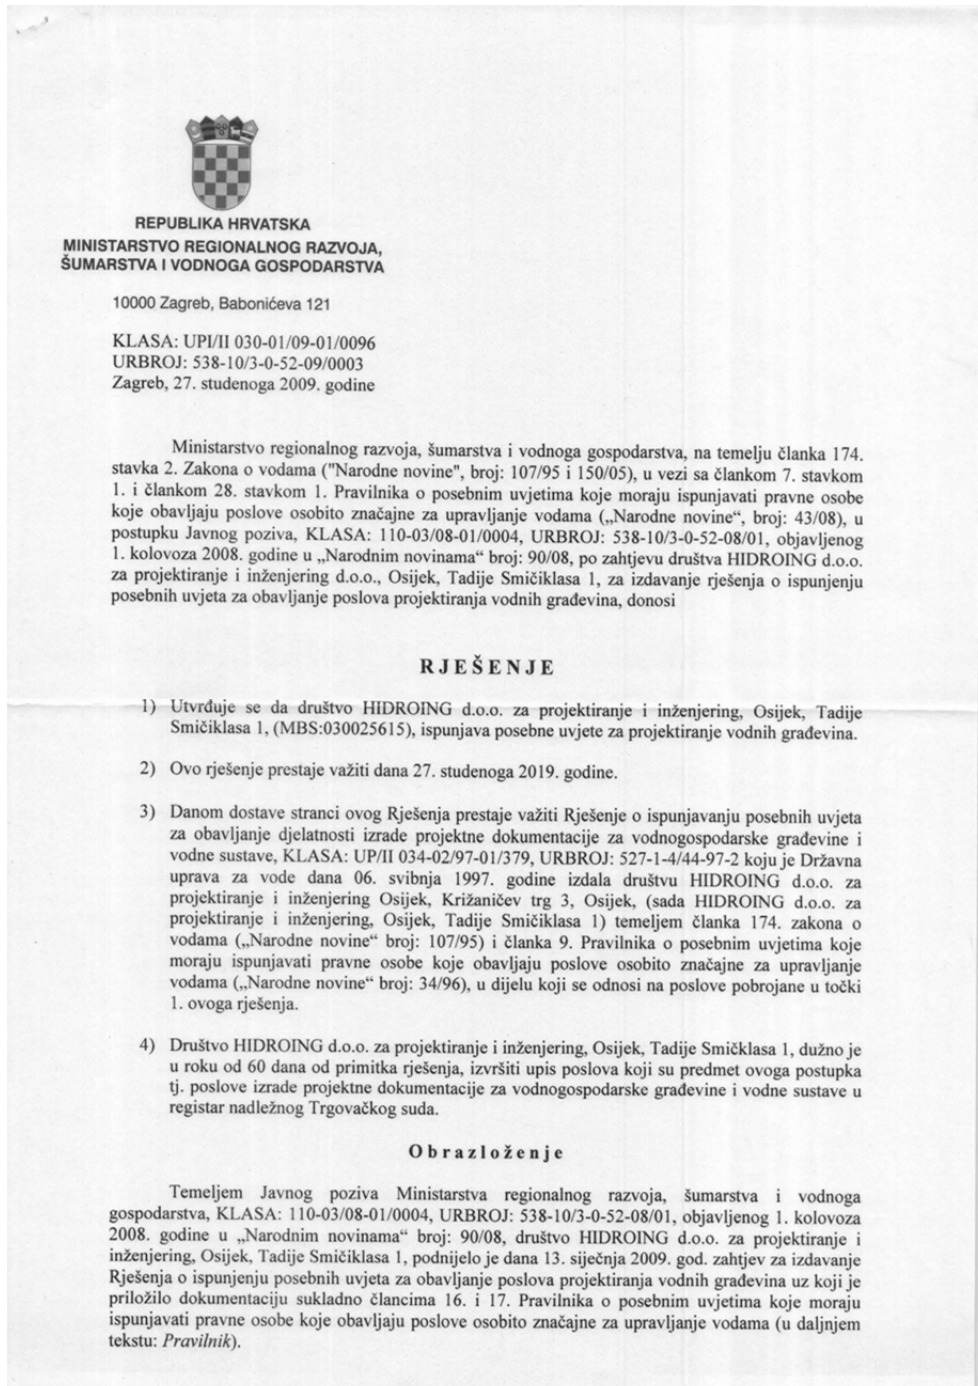 REPUBLIKA HRVATSKA
MINISTARSTVO REGIONALNOG RAZVOJA,
ŠUMARSTVA I VODNOGA GOSPODARSTVA
10000 Zagreb, Babonićeva 121
KLASA: UPI/II 030-01/09-01/0096
URBROJ: 538-10/3-0-52-09/0003
Zagreb, 27. studenoga 2009. godine
Ministarstvo regionalnog razvoja, šumarstva i vodnoga gospodarstva, na temelju članka 174.
stavka 2. Zakona o vodama ("Narodne novine", broj: 107/95 i 150/05), u vezi sa člankom 7. stavkom
1. i člankom 28. stavkom 1. Pravilnika o posebnim uvjetima koje moraju ispunjavati pravne osobe
koje obavljaju poslove osobito značajne za upravljanje vodama („Narodne novine“, broj: 43/08), u
postupku Javnog poziva, KLASA: 110-03/08-01/0004, URBROJ: 538-10/3-0-52-08/01, objavljenog
1. kolovoza 2008. godine u „Narodnim novinama“ broj: 90/08, po zahtjevu društva HIDROING d.o.o.
za projektiranje i inženjering d.o.o., Osijek, Tadije Smičiklasa 1, za izdavanje rješenja o ispunjenju
posebnih uvjeta za obavljanje poslova projektiranja vodnih građevina, donosi
RJEŠENJE
1) Utvrđuje se da društvo HIDROING d.o.o. za projektiranje i inženjering, Osijek, Tadije
Smičiklasa 1, (MBS:030025615), ispunjava posebne uvjete za projektiranje vodnih građevina.
2) Ovo rješenje prestaje važiti dana 27. studenoga 2019. godine.
3) Danom dostave stranci ovog Rješenja prestaje važiti Rješenje o ispunjavanju posebnih uvjeta
za obavljanje djelatnosti izrade projektne dokumentacije za vodnogospodarske građevine i
vodne sustave, KLASA: UP/II 034-02/97-01/379, URBROJ: 527-1-4/44-97-2 koju je Državna
uprava za vode dana 06. svibnja 1997. godine izdala društvu HIDROING d.o.o. za
projektiranje i inženjering Osijek, Križanićev trg 3, Osijek, (sada HIDROING d.o.o. za
projektiranje i inženjering, Osijek, Tadije Smičiklasa 1) temeljem članka 174. zakona o
vodama („Narodne novine“ broj: 107/95) i članka 9. Pravilnika o posebnim uvjetima koje
moraju ispunjavati pravne osobe koje obavljaju poslove osobito značajne za upravljanje
vodama („Narodne novine“ broj: 34/96), u dijelu koji se odnosi na poslove pobrojane u točki
1. ovoga rješenja.
4) Društvo HIDROING d.o.o. za projektiranje i inženjering, Osijek, Tadije Smičklasa 1, dužno je
u roku od 60 dana od primitka rješenja, izvršiti upis poslova koji su predmet ovoga postupka
tj. poslove izrade projektne dokumentacije za vodnogospodarske građevine i vodne sustave u
registar nadležnog Trgovačkog suda.
Obrazloženje
Temeljem Javnog poziva Ministarstva regionalnog razvoja, šumarstva i vodnoga
gospodarstva, KLASA: 110-03/08-01/0004, URBROJ: 538-10/3-0-52-08/01, objavljenog 1. kolovoza
2008. godine u „Narodnim novinama“ broj: 90/08, društvo HIDROING d.o.o. za projektiranje i
inženjering, Osijek, Tadije Smičiklasa 1, podnijelo je dana 13. siječnja 2009. god. zahtjev za izdavanje
Rješenja o ispunjenju posebnih uvjeta za obavljanje poslova projektiranja vodnih građevina uz koji je
priložilo dokumentaciju sukladno člancima 16. i 17. Pravilnika o posebnim uvjetima koje moraju
ispunjavati pravne osobe koje obavljaju poslove osobito značajne za upravljanje vodama (u daljnjem
tekstu: Pravilnik).